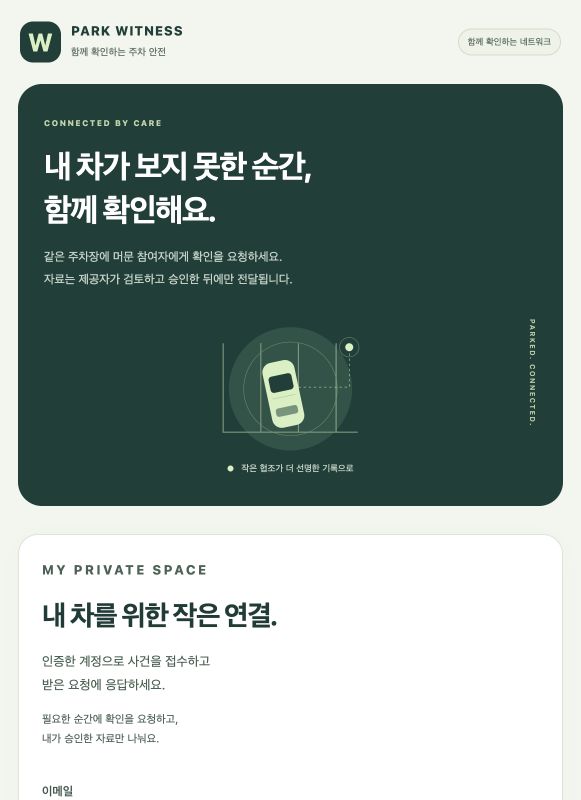 W
PARK WITNESS
함께 확인하는 주차 안전
함께 확인하는 네트워크
CONNECTED BY CARE
내 차가 보지 못한 순간,
함께 확인해요.
같은 주차장에 머문 참여자에게 확인을 요청하세요.
자료는 제공자가 검토하고 승인한 뒤에만 전달됩니다.
PARKED. CONNECTED.
작은 협조가 더 선명한 기록으로
MY PRIVATE SPACE
내 차를 위한 작은 연결.
인증한 계정으로 사건을 접수하고
받은 요청에 응답하세요.
필요한 순간에 확인을 요청하고,
내가 승인한 자료만 나눠요.
이메일